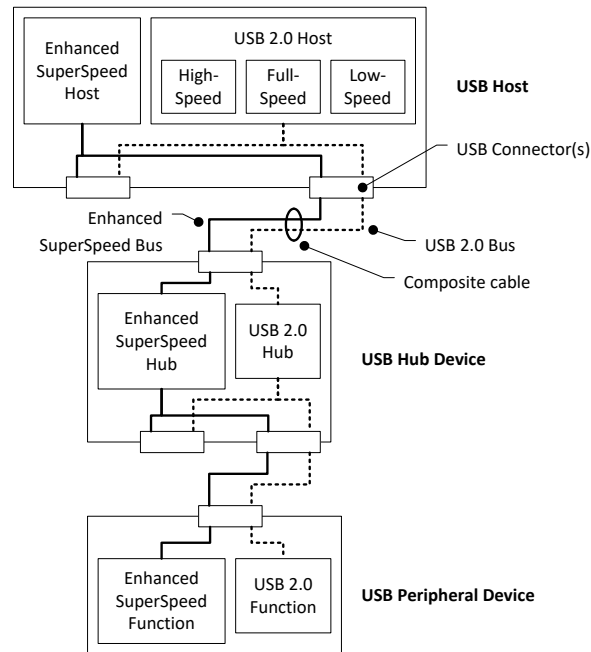 Enhanced
SuperSpeed
Host
USB 2.0 Host
High-
Speed
Full-
Speed
Low-
Speed
USB Host
USB Connector(s)
Enhanced
SuperSpeed Bus
USB 2.0 Bus
Composite cable
Enhanced
SuperSpeed
Hub
USB 2.0
Hub
USB Hub Device
Enhanced
SuperSpeed
Function
USB 2.0
Function
USB Peripheral Device